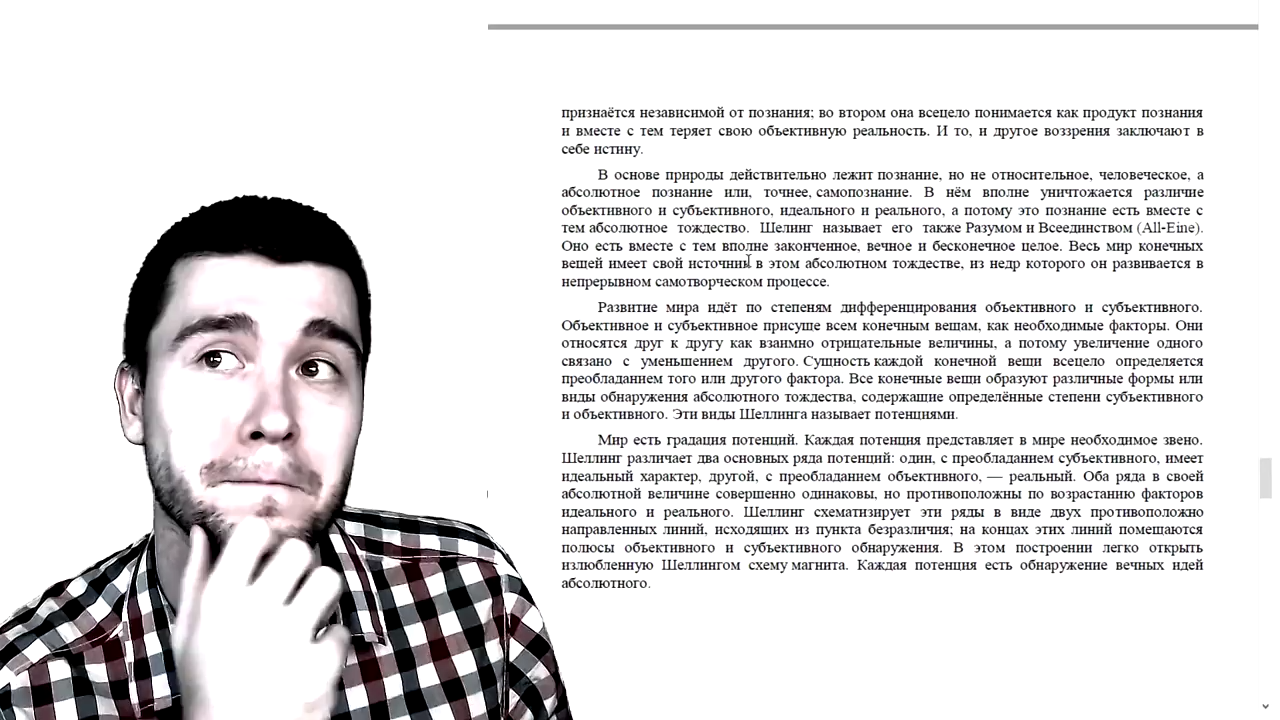 признаётся независимой от познания; во втором она всецело понимается как продукт познания
и вместе с тем теряет свою объективную реальность. И то, и другое воззрения заключают в
себе истину.
В основе природы действительно лежит познание, но не относительное, человеческое, а
абсолютное познание или, точнее, самопознание. В нём вполне уничтожается различие
объективного и субъективного, идеального и реального, а потому это познание есть вместе с
тем абсолютное тождество. Шелинг называет его также Разумом и Всеединством (All-Eine).
Оно есть вместе с тем вполне законченное, вечное и бесконечное целое. Весь мир конечных
вещей имеет свой источник в этом абсолютном тождестве, из недр которого он развивается в
непрерывном самотворческом процессе.
Развитие мира идёт по степеням дифференцирования объективного и субъективного.
Объективное и субъективное присуще всем конечным вещам, как необходимые факторы. Они
относятся друг к другу как взаимно отрицательные величины, а потому увеличение одного
связано с уменьшением другого. Сущность каждой конечной вещи всецело определяется
преобладанием того или другого фактора. Все конечные вещи образуют различные формы или
виды обнаружения абсолютного тождества, содержащие определённые степени субъективного
и объективного. Эти виды Шеллинга называет потенциями.
Мир есть градация потенций. Каждая потенция представляет в мире необходимое звено.
Шеллинг различает два основных ряда потенций: один, с преобладанием субъективного, имеет
идеальный характер, другой, с преобладанием объективного, — реальный. Оба ряда в своей
абсолютной величине совершенно одинаковы, но противоположны по возрастанию факторов
идеального и реального. Шеллинг схематизирует эти ряды в виде двух противоположно
направленных линий, исходящих из пункта безразличия; на концах этих линий помещаются
полюсы объективного и субъективного обнаружения. В этом построении легко открыть
излюбленную Шеллингом схему магнита. Каждая потенция есть обнаружение вечных идей
абсолютного.